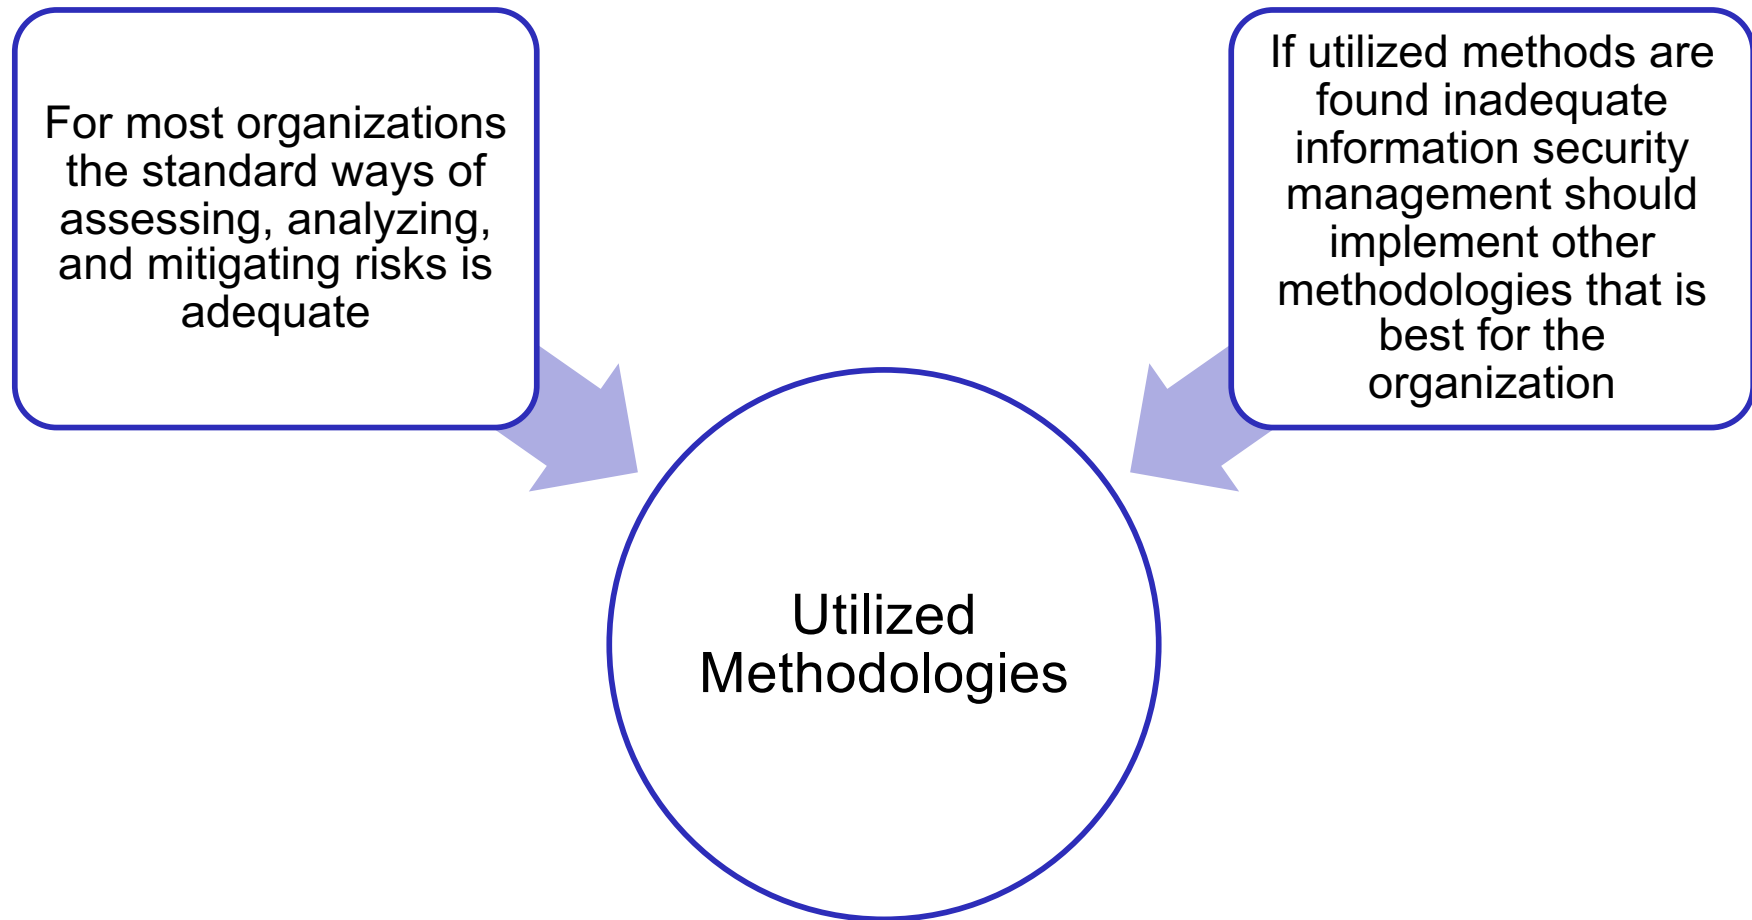 For most organizations
the standard ways of
assessing, analyzing,
and mitigating risks is
adequate
If utilized methods are
found inadequate
information security
management should
implement other
methodologies that is
best for the
organization
Utilized
Methodologies